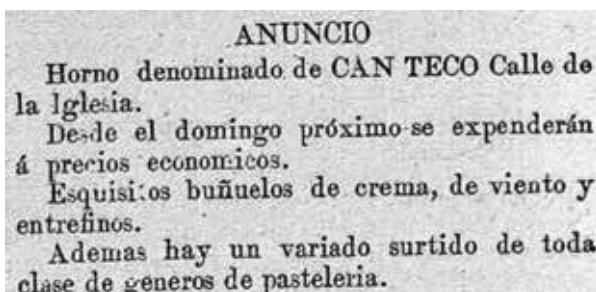 ANUNCIO
Horno denominado de CAN TECO Calle de
la Iglesia.
Desde el domingo próximo se expenderán
á precios economicos.
Esquisitos buñuelos de crema, de viento y
entrefinos.
Ademas hay un variado surtido de toda
clase de generos de pasteleria.